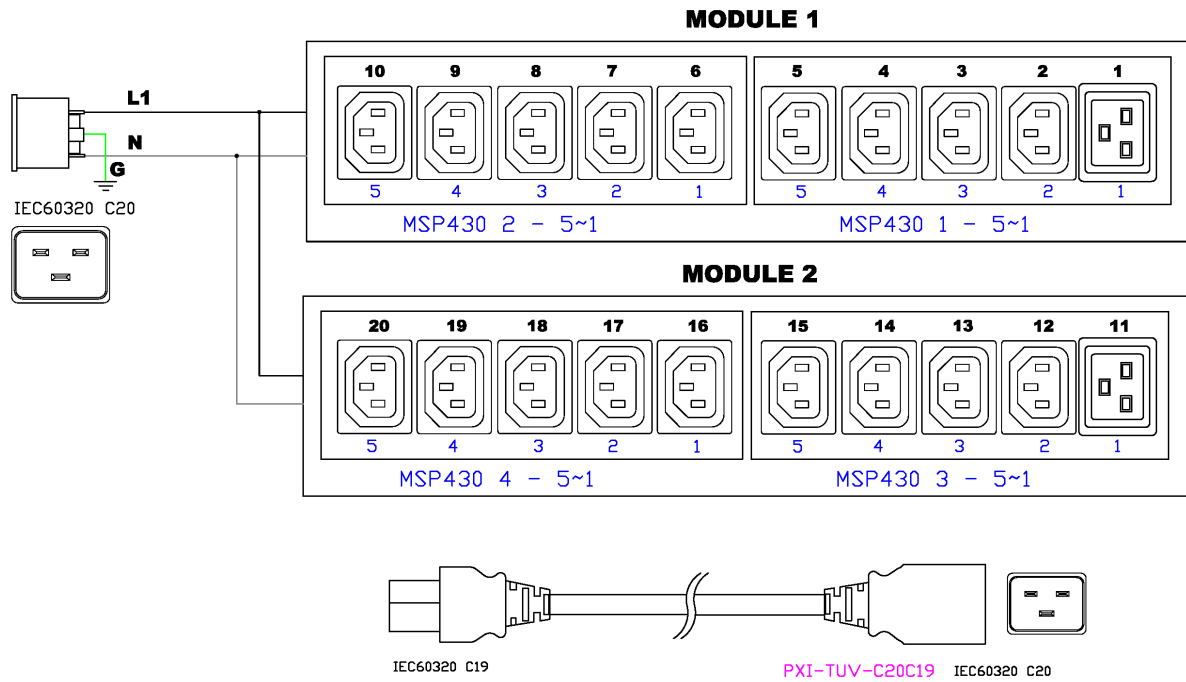 MODULE 1
10 9 8 7 6 5 4 3 2 1
L1
N
G
5 4 3 2 1 5 4 3 2 1
IEC60320 C20
MSP430 2 - 5~1 MSP430 1 - 5~1
MODULE 2
20 19 18 17 16 15 14 13 12 11
5 4 3 2 1 5 4 3 2 1
MSP430 4 - 5~1 MSP430 3 - 5~1
IEC60320 C19 PXI-TUV-C20C19 IEC60320 C20